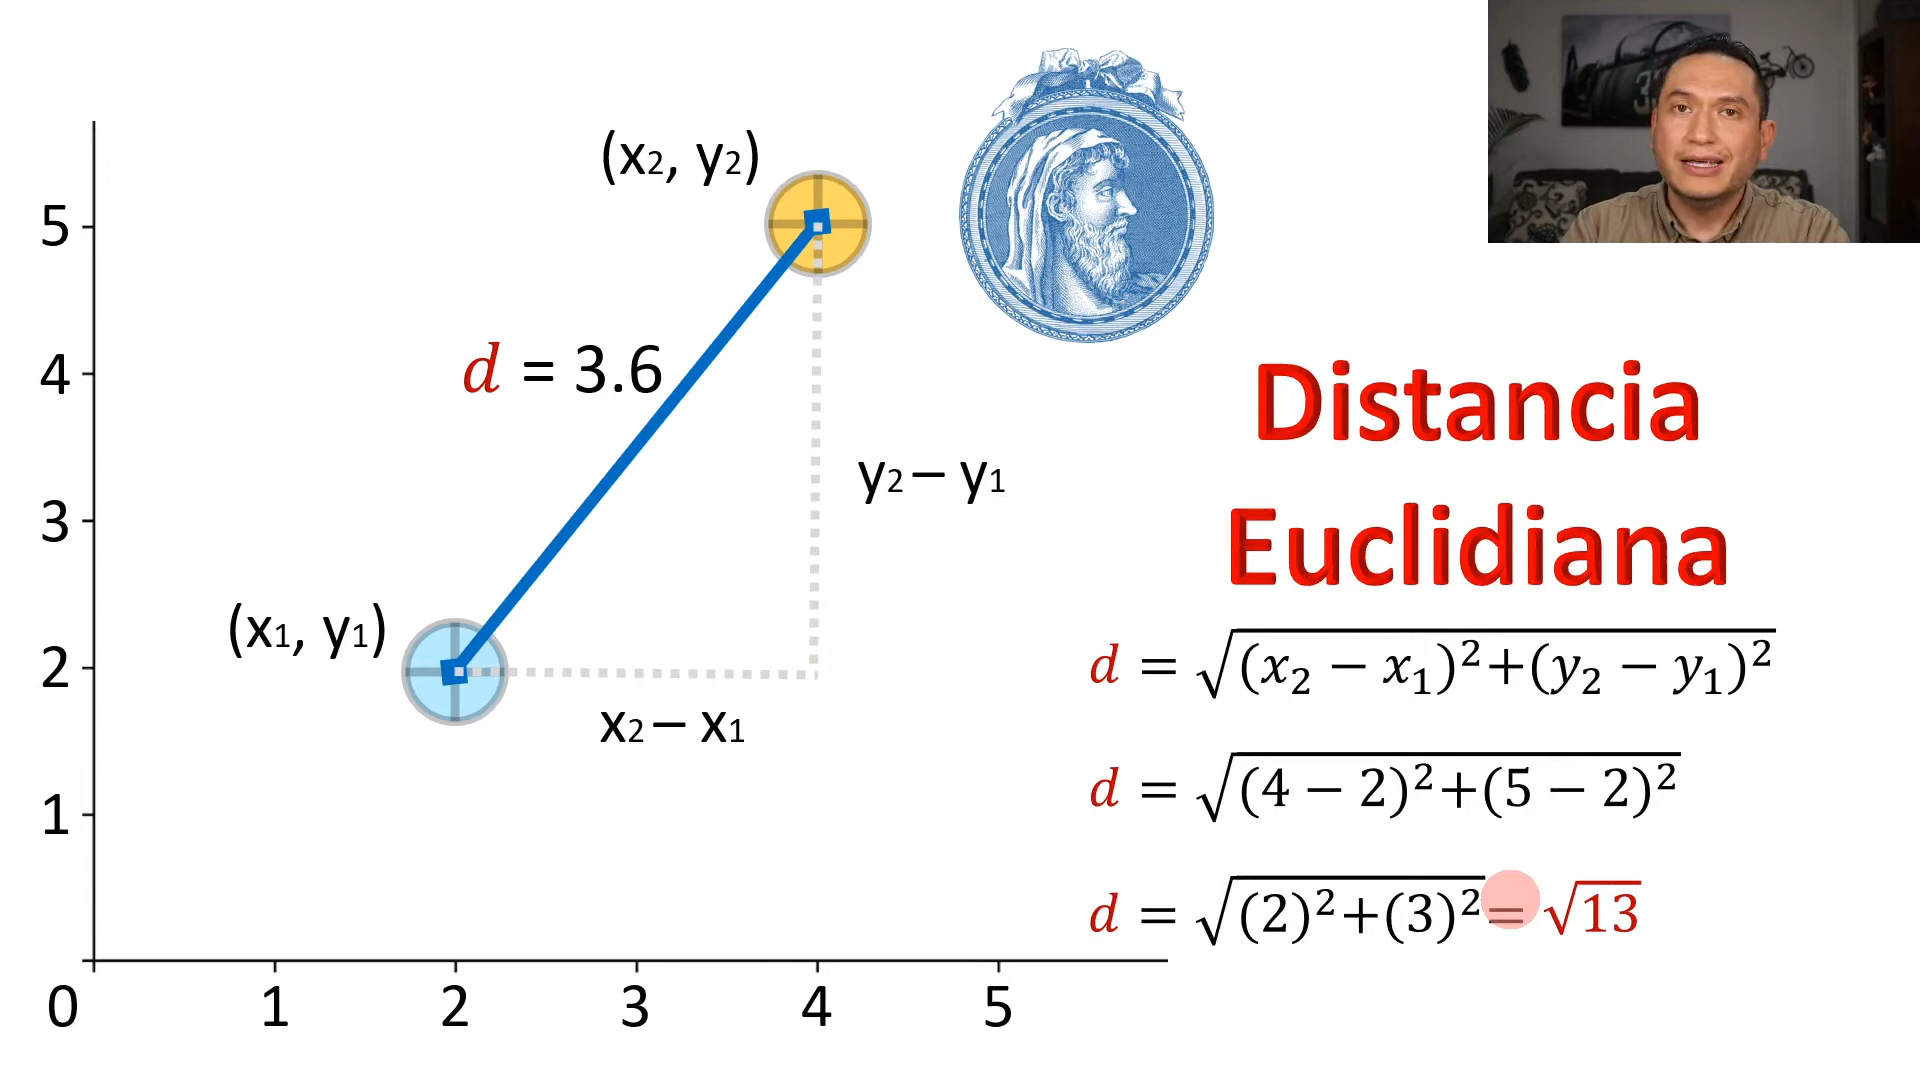 (x₂, y₂)
5
4
3
2
1
d = 3.6
y₂ – y₁
(x₁, y₁)
x₂ – x₁
0 1 2 3 4 5
Distancia
Euclidiana
d = √(x₂ − x₁)²+(y₂ − y₁)²
d = √(4 − 2)²+(5 − 2)²
d = √(2)²+(3)² = √13